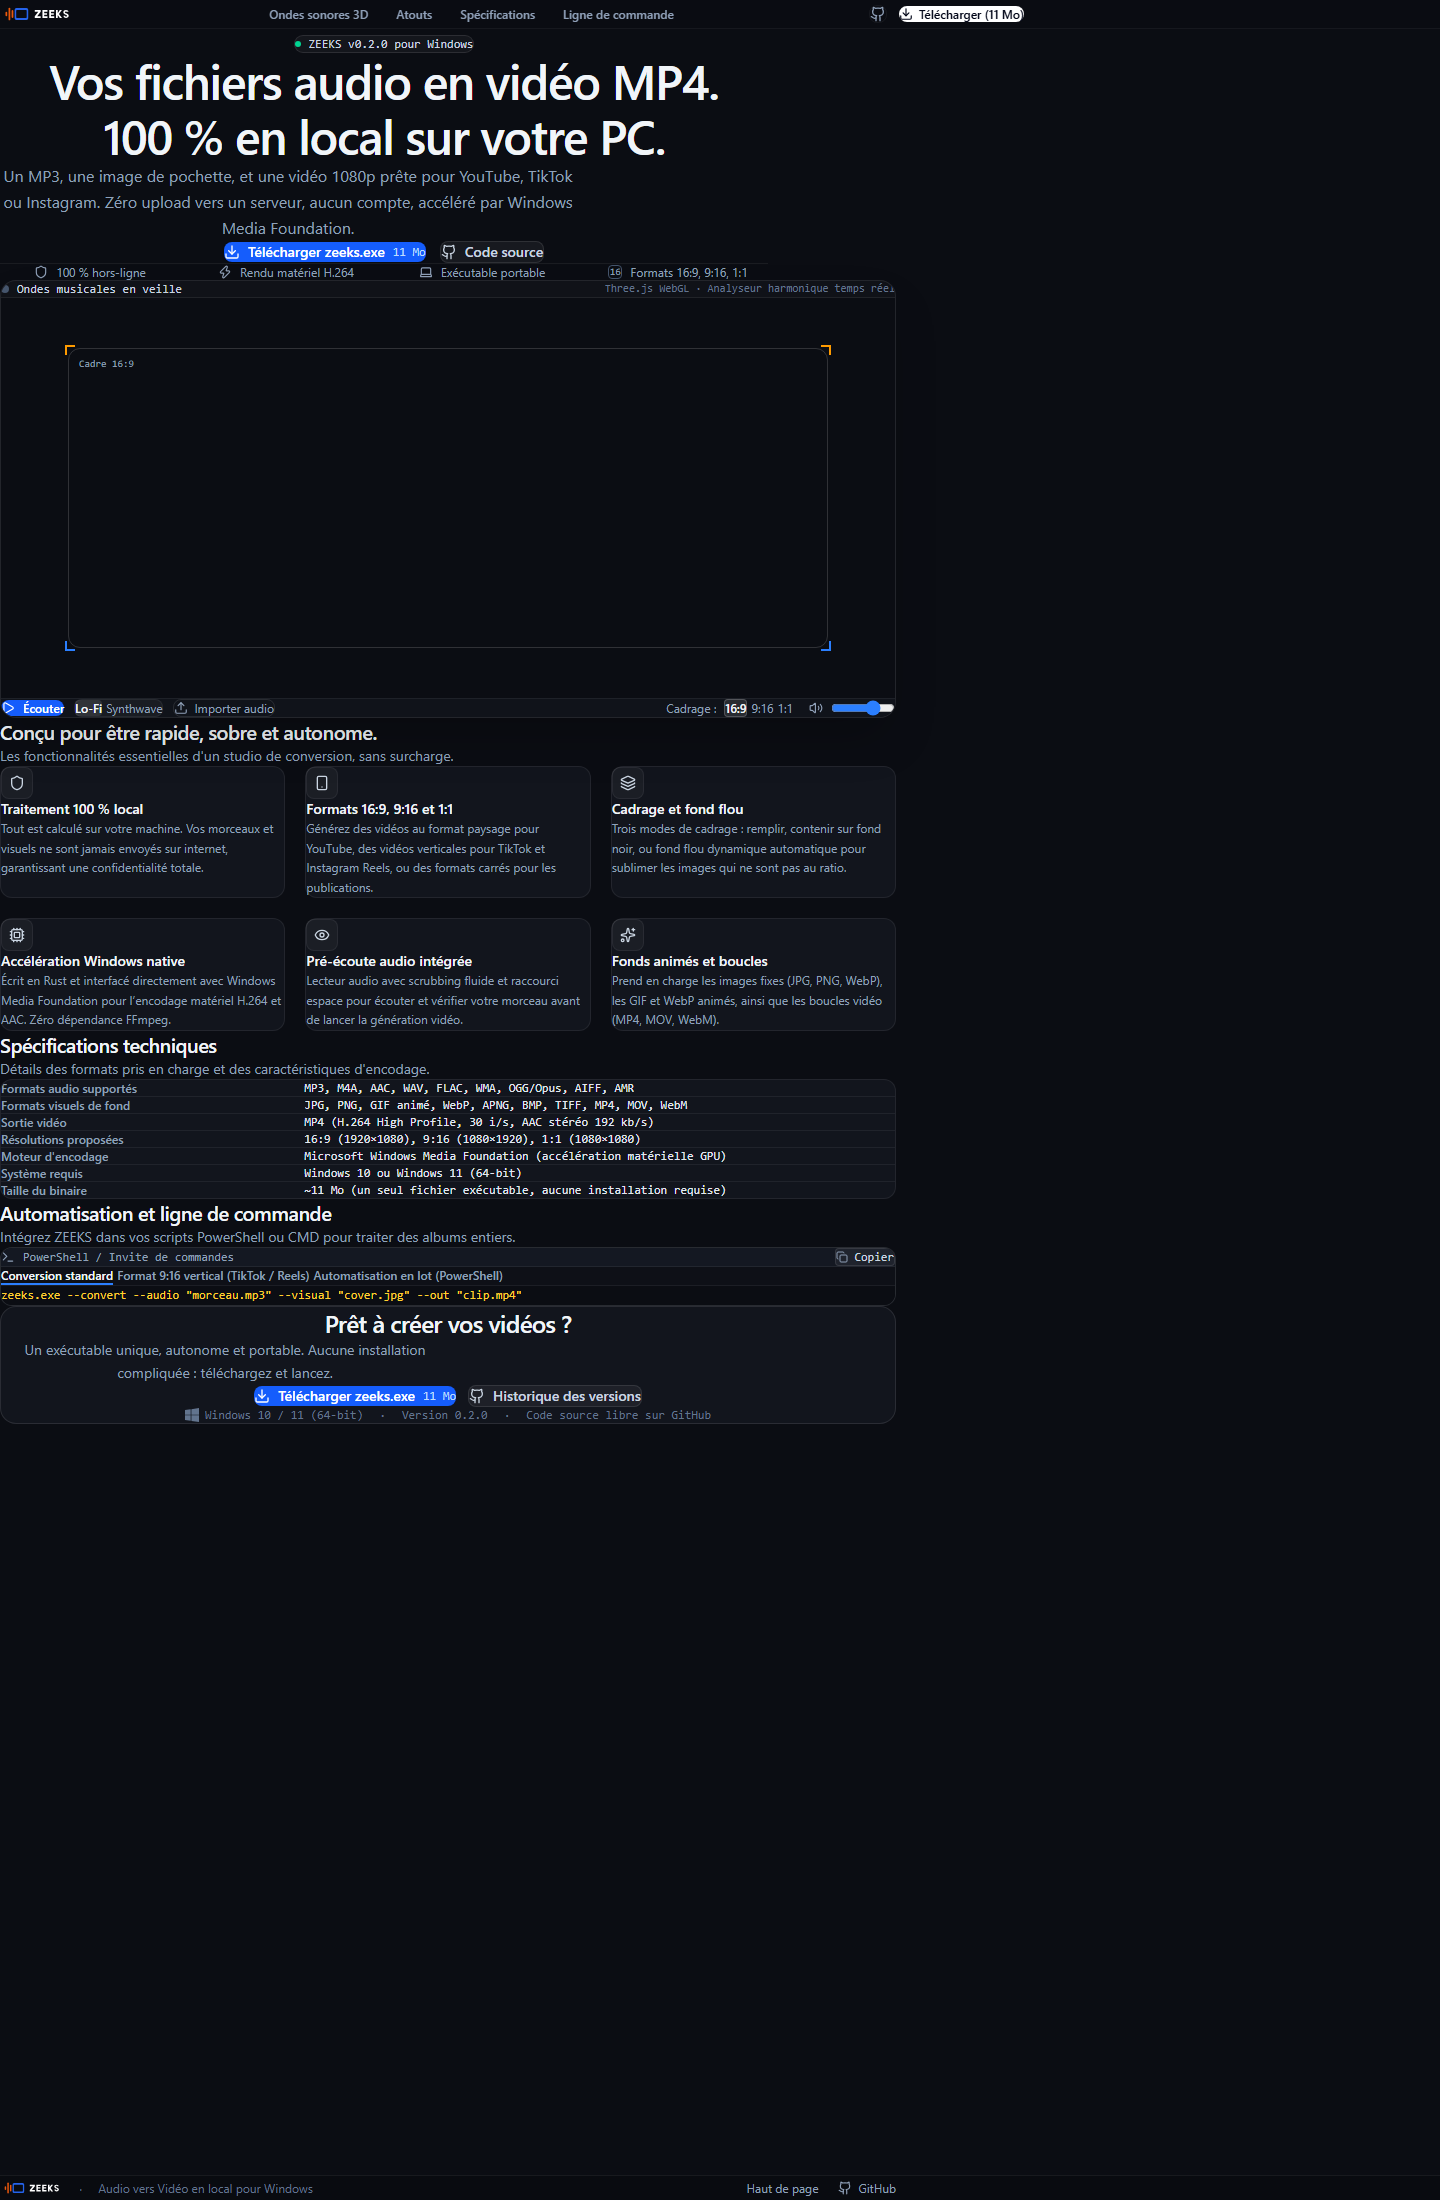 ZEEKS
Ondes sonores 3D
Atouts
Spécifications
Ligne de commande
Télécharger (11 Mo)
ZEEKS v0.2.0 pour Windows
Vos fichiers audio en vidéo MP4.
100 % en local sur votre PC.
Un MP3, une image de pochette, et une vidéo 1080p prête pour YouTube, TikTok
ou Instagram. Zéro upload vers un serveur, aucun compte, accéléré par Windows
Media Foundation.
Télécharger zeeks.exe 11 Mo
Code source
100 % hors-ligne
Rendu matériel H.264
Exécutable portable
16 Formats 16:9, 9:16, 1:1
Ondes musicales en veille
Three.js WebGL · Analyseur harmonique temps réel
Cadre 16:9
Écouter
Lo-Fi
Synthwave
Importer audio
Cadrage :
16:9
9:16
1:1
Conçu pour être rapide, sobre et autonome.
Les fonctionnalités essentielles d'un studio de conversion, sans surcharge.
Traitement 100 % local
Tout est calculé sur votre machine. Vos morceaux et
visuels ne sont jamais envoyés sur internet,
garantissant une confidentialité totale.
Formats 16:9, 9:16 et 1:1
Générez des vidéos au format paysage pour
YouTube, des vidéos verticales pour TikTok et
Instagram Reels, ou des formats carrés pour les
publications.
Cadrage et fond flou
Trois modes de cadrage : remplir, contenir sur fond
noir, ou fond flou dynamique automatique pour
sublimer les images qui ne sont pas au ratio.
Accélération Windows native
Écrit en Rust et interfacé directement avec Windows
Media Foundation pour l'encodage matériel H.264 et
AAC. Zéro dépendance FFmpeg.
Pré-écoute audio intégrée
Lecteur audio avec scrubbing fluide et raccourci
espace pour écouter et vérifier votre morceau avant
de lancer la génération vidéo.
Fonds animés et boucles
Prend en charge les images fixes (JPG, PNG, WebP),
les GIF et WebP animés, ainsi que les boucles vidéo
(MP4, MOV, WebM).
Spécifications techniques
Détails des formats pris en charge et des caractéristiques d'encodage.
Formats audio supportés MP3, M4A, AAC, WAV, FLAC, WMA, OGG/Opus, AIFF, AMR
Formats visuels de fond JPG, PNG, GIF animé, WebP, APNG, BMP, TIFF, MP4, MOV, WebM
Sortie vidéo MP4 (H.264 High Profile, 30 i/s, AAC stéréo 192 kb/s)
Résolutions proposées 16:9 (1920×1080), 9:16 (1080×1920), 1:1 (1080×1080)
Moteur d'encodage Microsoft Windows Media Foundation (accélération matérielle GPU)
Système requis Windows 10 ou Windows 11 (64-bit)
Taille du binaire ~11 Mo (un seul fichier exécutable, aucune installation requise)
Automatisation et ligne de commande
Intégrez ZEEKS dans vos scripts PowerShell ou CMD pour traiter des albums entiers.
PowerShell / Invite de commandes
Copier
Conversion standard
Format 9:16 vertical (TikTok / Reels)
Automatisation en lot (PowerShell)
zeeks.exe --convert --audio "morceau.mp3" --visual "cover.jpg" --out "clip.mp4"
Prêt à créer vos vidéos ?
Un exécutable unique, autonome et portable. Aucune installation
compliquée : téléchargez et lancez.
Télécharger zeeks.exe 11 Mo
Historique des versions
Windows 10 / 11 (64-bit) · Version 0.2.0 · Code source libre sur GitHub
ZEEKS · Audio vers Vidéo en local pour Windows
Haut de page
GitHub